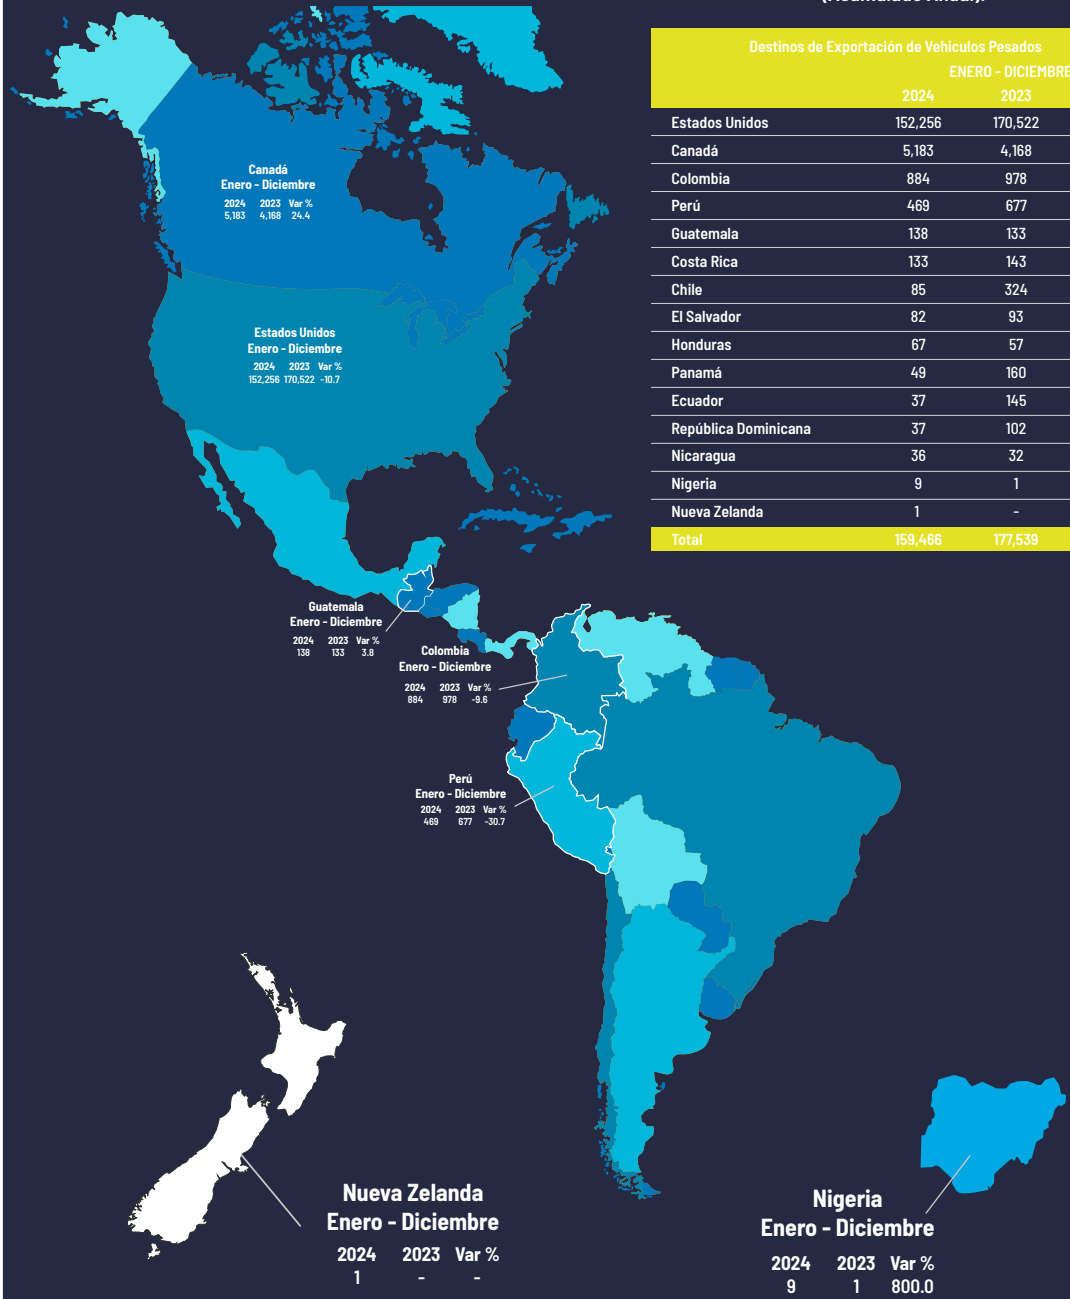 (Acumulado Anual).
Destinos de Exportación de Vehiculos Pesados
ENERO - DICIEMBRE
2024 2023
Estados Unidos 152,256 170,522
Canadá 5,183 4,168
Colombia 884 978
Perú 469 677
Guatemala 138 133
Costa Rica 133 143
Chile 85 324
El Salvador 82 93
Honduras 67 57
Panamá 49 160
Ecuador 37 145
República Dominicana 37 102
Nicaragua 36 32
Nigeria 9 1
Nueva Zelanda 1 -
Total 159,466 177,539
Canadá
Enero - Diciembre
2024 2023 Var %
5,183 4,168 24.4
Estados Unidos
Enero - Diciembre
2024 2023 Var %
152,256 170,522 -10.7
Guatemala
Enero - Diciembre
2024 2023 Var %
138 133 3.8
Colombia
Enero - Diciembre
2024 2023 Var %
884 978 -9.6
Perú
Enero - Diciembre
2024 2023 Var %
469 677 -30.7
Nueva Zelanda
Enero - Diciembre
2024 2023 Var %
1 - -
Nigeria
Enero - Diciembre
2024 2023 Var %
9 1 800.0